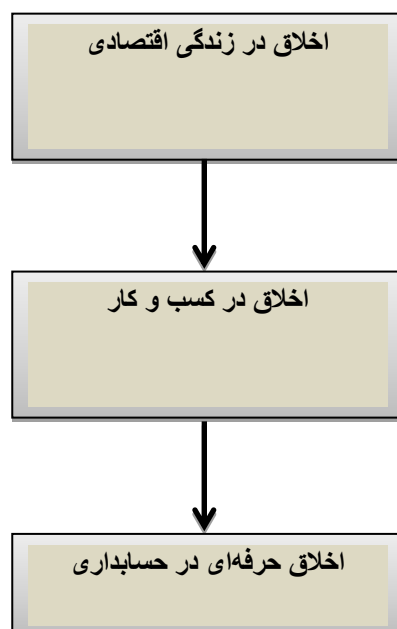 اخلاق در زندگی اقتصادی
اخلاق در کسب و کار
اخلاق حرفه‌ای در حسابداری